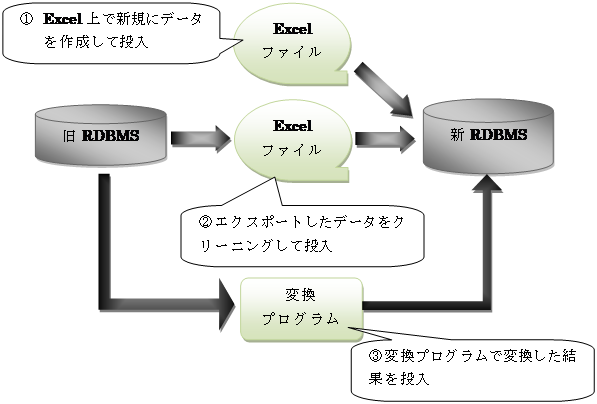 ① Excel 上で新規にデータ
を作成して投入
Excel
ファイル
旧 RDBMS
Excel
ファイル
新 RDBMS
②エクスポートしたデータをク
リーニングして投入
変換
プログラム
③変換プログラムで変換した結
果を投入